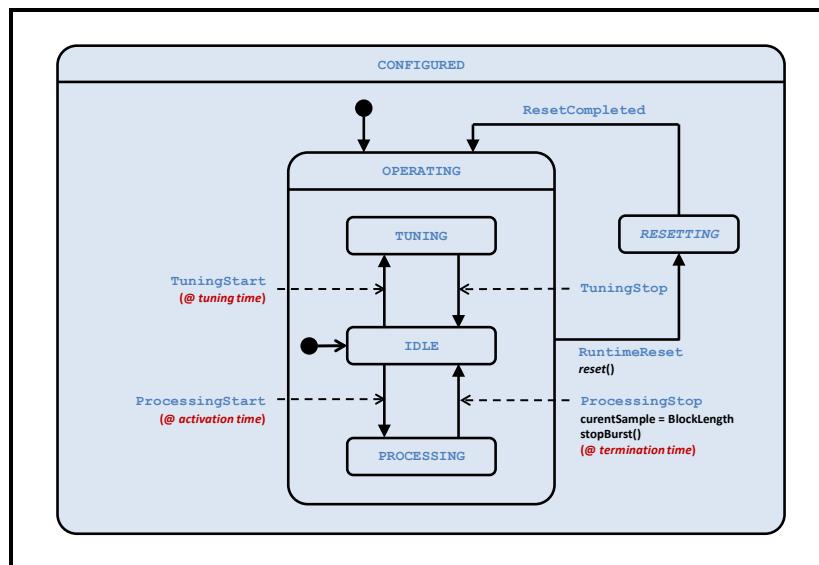 CONFIGURED
ResetCompleted
OPERATING
TUNING
RESETTING
TuningStart
(@ tuning time)
TuningStop
IDLE
RuntimeReset
reset()
ProcessingStart
(@ activation time)
ProcessingStop
curentSample = BlockLength
stopBurst()
(@ termination time)
PROCESSING